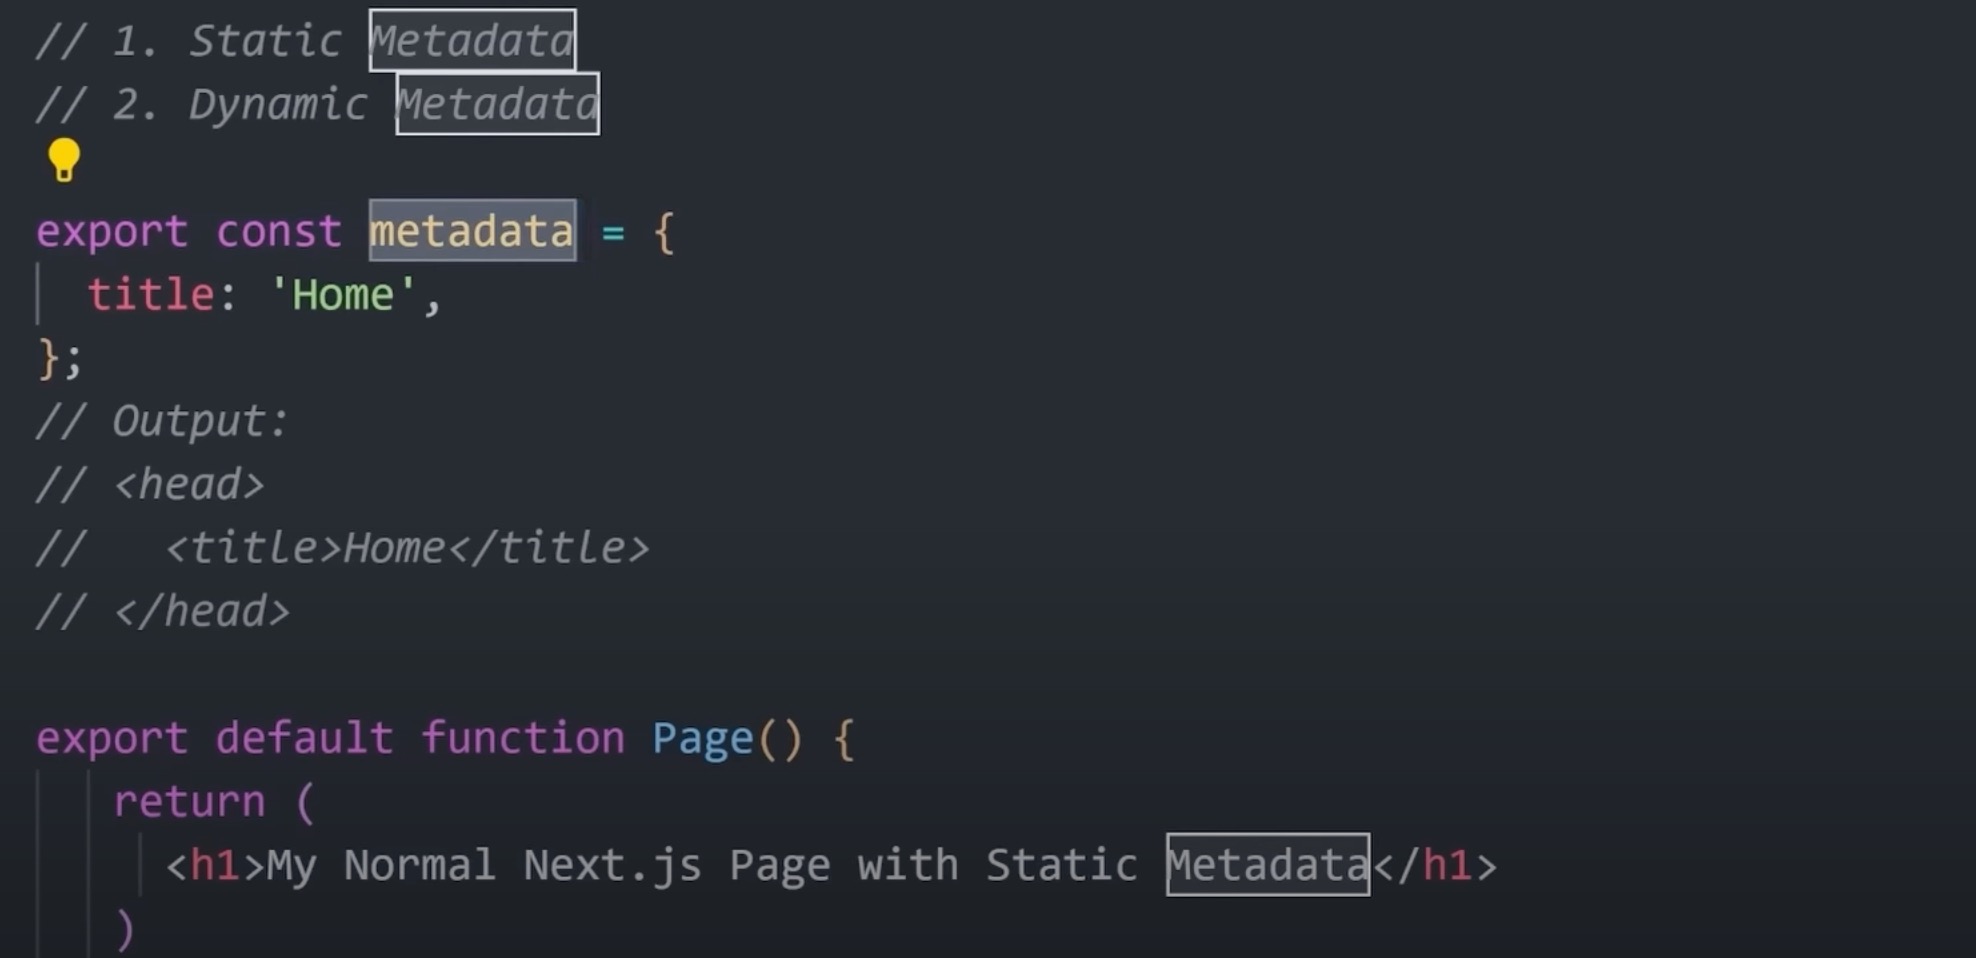 // 1. Static Metadata
// 2. Dynamic Metadata
export const metadata = {
title: 'Home',
};
// Output:
// <head>
//   <title>Home</title>
// </head>
export default function Page() {
return (
<h1>My Normal Next.js Page with Static Metadata</h1>
)